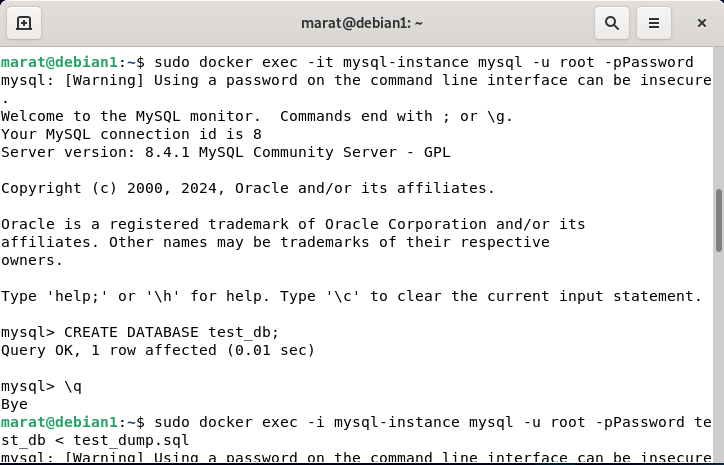 marat@debian1: ~
marat@debian1:~$ sudo docker exec -it mysql-instance mysql -u root -pPassword
mysql: [Warning] Using a password on the command line interface can be insecure
.
Welcome to the MySQL monitor.  Commands end with ; or \g.
Your MySQL connection id is 8
Server version: 8.4.1 MySQL Community Server - GPL
Copyright (c) 2000, 2024, Oracle and/or its affiliates.
Oracle is a registered trademark of Oracle Corporation and/or its
affiliates. Other names may be trademarks of their respective
owners.
Type 'help;' or '\h' for help. Type '\c' to clear the current input statement.
mysql> CREATE DATABASE test_db;
Query OK, 1 row affected (0.01 sec)
mysql> \q
Bye
marat@debian1:~$ sudo docker exec -i mysql-instance mysql -u root -pPassword te
st_db < test_dump.sql
mysql: [Warning] Using a password on the command line interface can be insecure